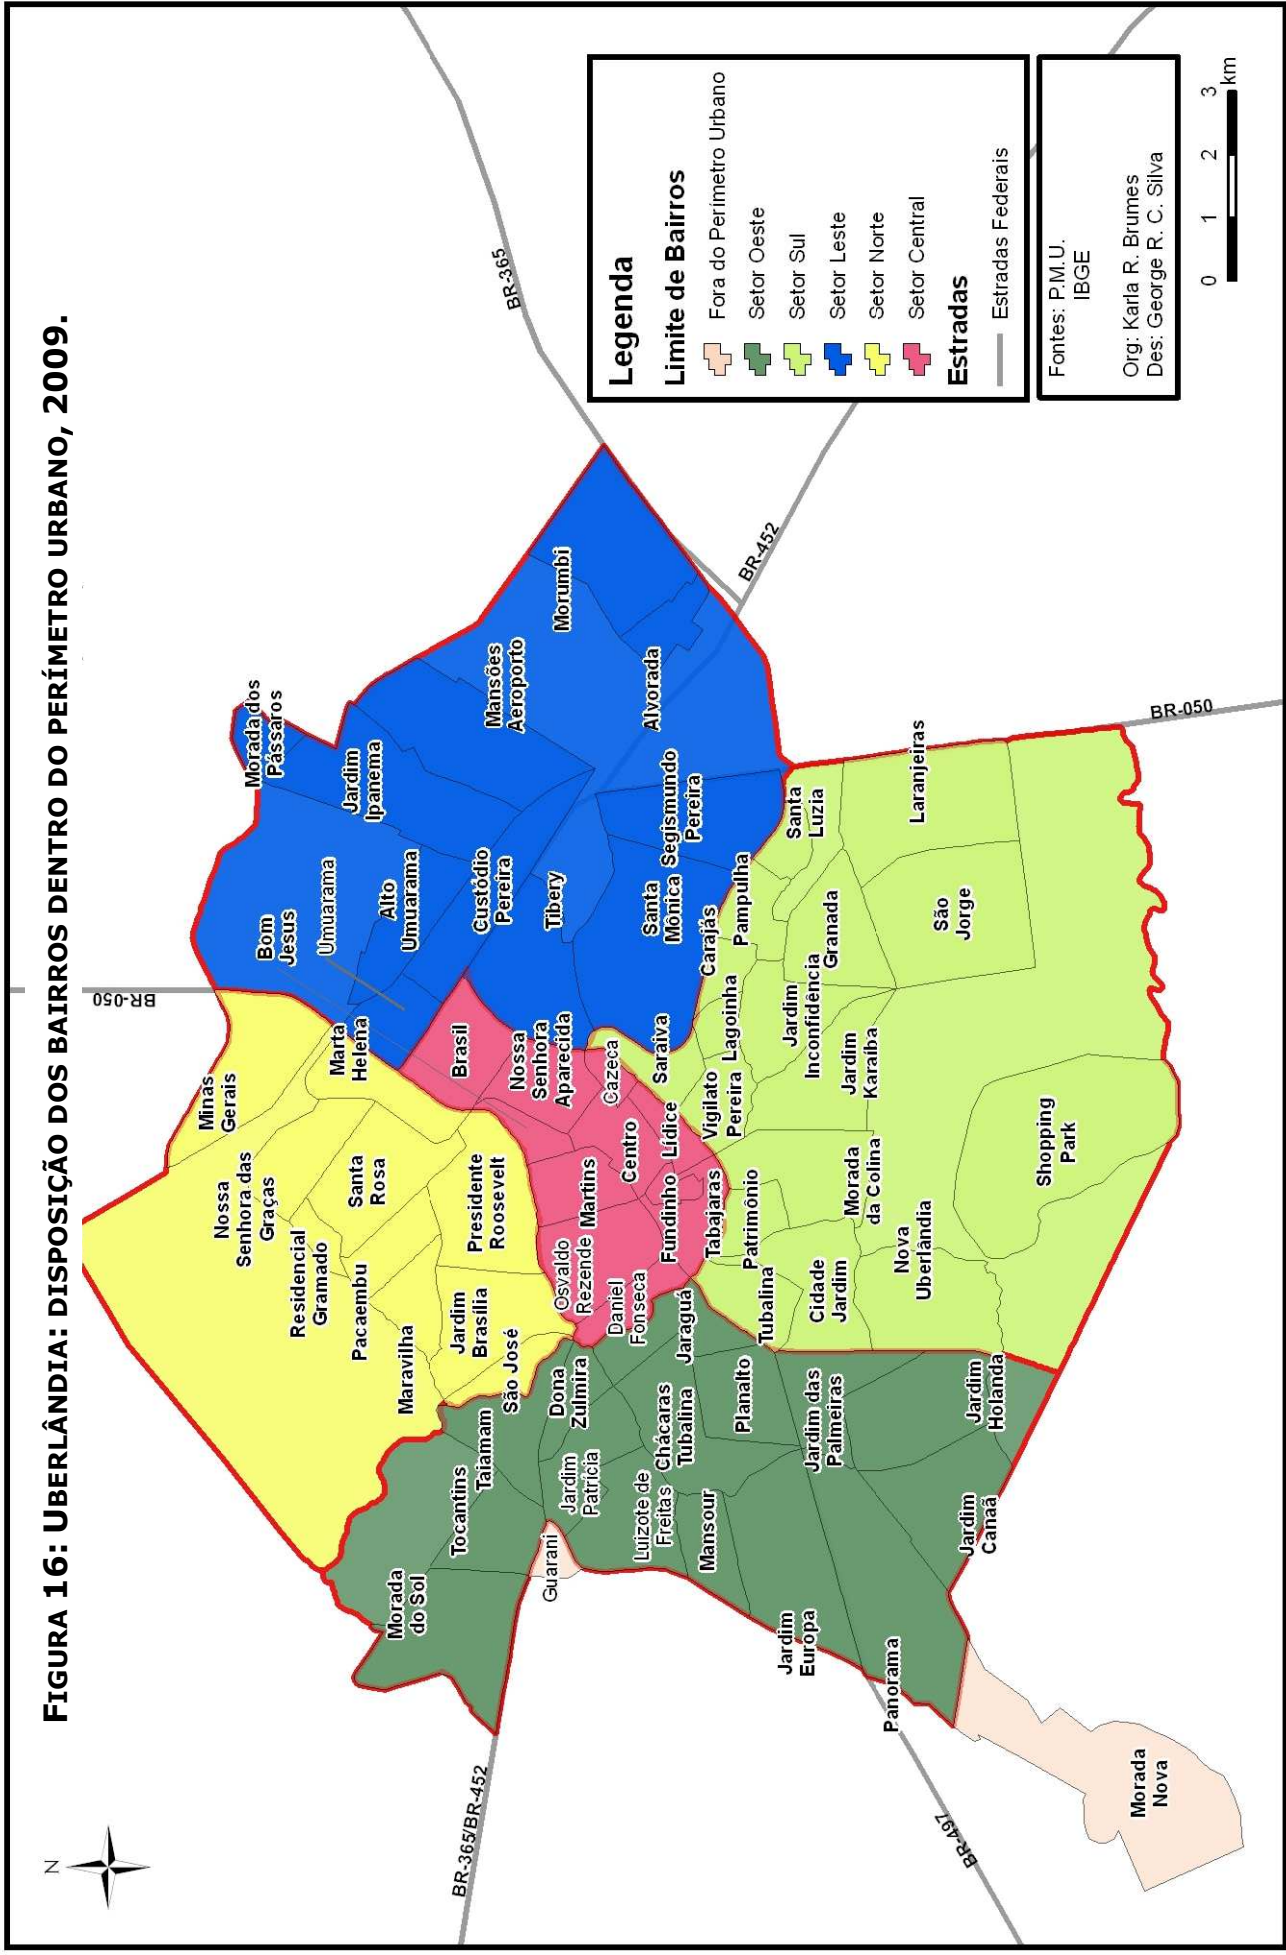 FIGURA 16: UBERLÂNDIA: DISPOSIÇÃO DOS BAIRROS DENTRO DO PERÍMETRO URBANO, 2009.
N
BR-050
BR-365
Morada dos
Pássaros
Minas
Gerais
Bom
Jesus
Nossa
Senhora das
Graças
Umuarama
Jardim
Ipanema
Marta
Helena
Residencial
Gramado
Santa
Rosa
Alto
Umuarama
Pacaembu
Maravilha
Morada
do Sol
Jardim
Brasília
Presidente
Roosevelt
Brasil
Custódio
Pereira
Mansões
Aeroporto
BR-365/BR-452
Tocantins
Taiamam
São José
Nossa
Senhora
Aparecida
Tibery
Morumbi
Guarani
Dona
Zulmira
Osvaldo
Rezende
Martins
Jardim
Patrícia
Daniel
Fonseca
Centro
Cazeca
Luizote de
Freitas
Chácaras
Tubalina
Jaraguá
Fundinho
Lídice
Saraiva
Santa
Mônica
Segismundo
Pereira
Alvorada
Mansour
Planalto
Tabajaras
Vigilato
Pereira
Lagoinha
Carajás
Pampulha
BR-452
Patrimônio
Tubalina
Jardim
Europa
Jardim das
Palmeiras
Cidade
Jardim
Jardim
Inconfidência
Granada
Santa
Luzia
Morada
da Colina
Jardim
Karaíba
Panorama
Nova
Uberlândia
Laranjeiras
São
Jorge
BR-497
Jardim
Canaã
Jardim
Holanda
Shopping
Park
BR-050
Morada
Nova
Legenda
Limite de Bairros
Fora do Perímetro Urbano
Setor Oeste
Setor Sul
Setor Leste
Setor Norte
Setor Central
Estradas
Estradas Federais
Fontes: P.M.U.
IBGE
Org: Karla R. Brumes
Des: George R. C. Silva
0 1 2 3
km